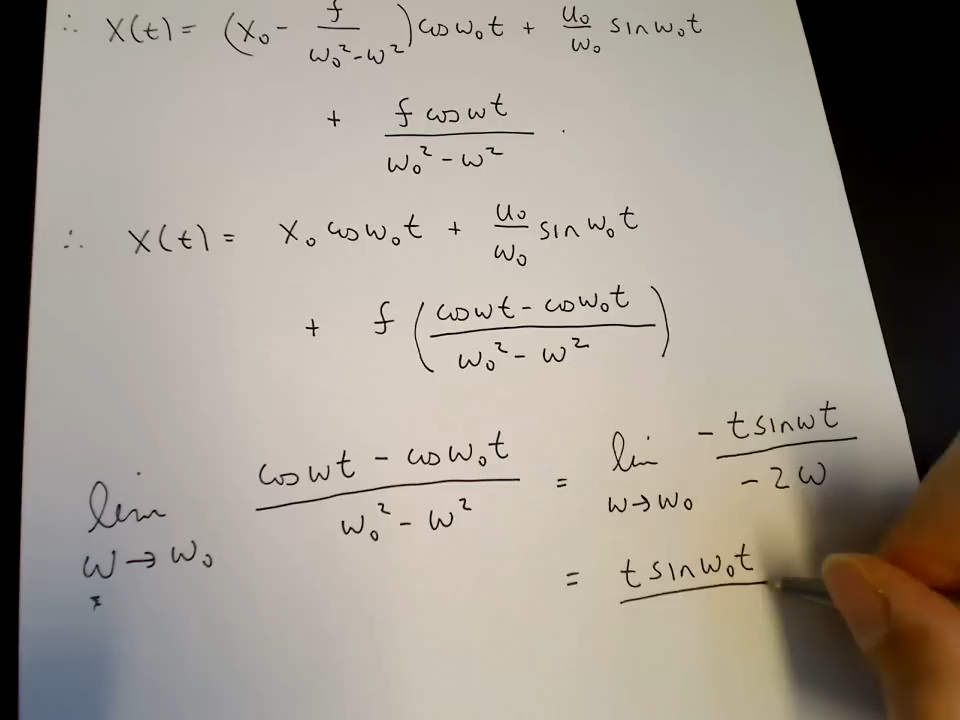 ∴ X(t) = (X₀ - f/(ω₀² - ω²)) cos ω₀t + u₀/ω₀ sin ω₀t
+ f cos ωt/(ω₀² - ω²) .
∴ X(t) = X₀ cos ω₀t + u₀/ω₀ sin ω₀t
+ f ((cos ωt - cos ω₀t)/(ω₀² - ω²))
lim ω→ω₀ (cos ωt - cos ω₀t)/(ω₀² - ω²) = lim ω→ω₀ (- t sin ωt)/(- 2ω)
= t sin ω₀t